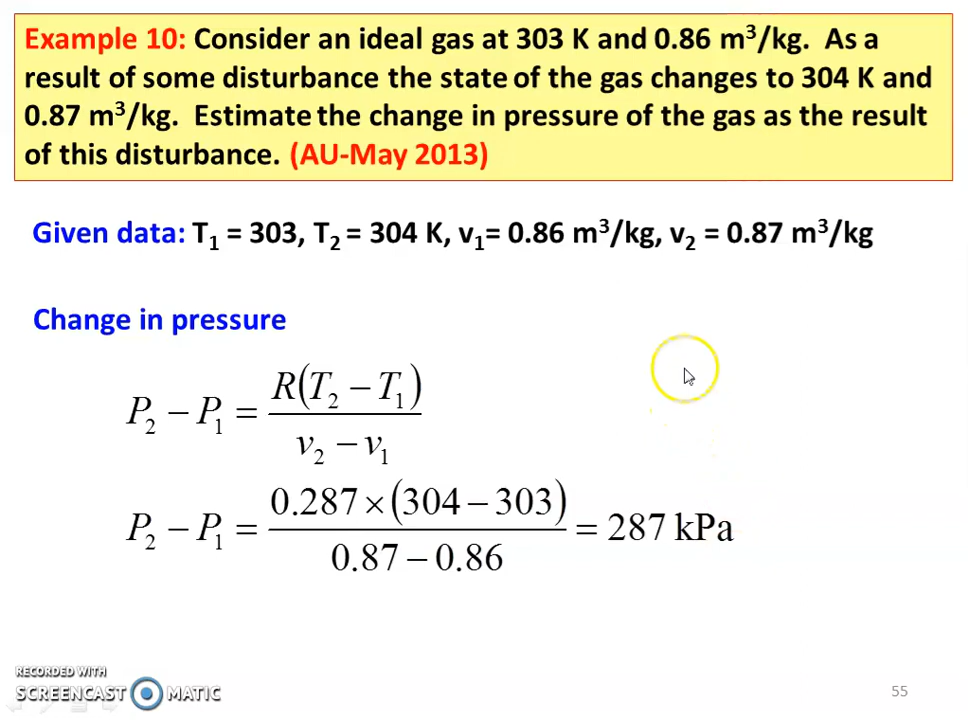 Example 10: Consider an ideal gas at 303 K and 0.86 m³/kg. As a
result of some disturbance the state of the gas changes to 304 K and
0.87 m³/kg. Estimate the change in pressure of the gas as the result
of this disturbance. (AU-May 2013)
Given data: T₁ = 303, T₂ = 304 K, v₁= 0.86 m³/kg, v₂ = 0.87 m³/kg
Change in pressure
P₂ − P₁ = R(T₂ − T₁) / v₂ − v₁
P₂ − P₁ = 0.287 × (304 − 303) / 0.87 − 0.86 = 287 kPa
RECORDED WITH
SCREENCAST MATIC
55